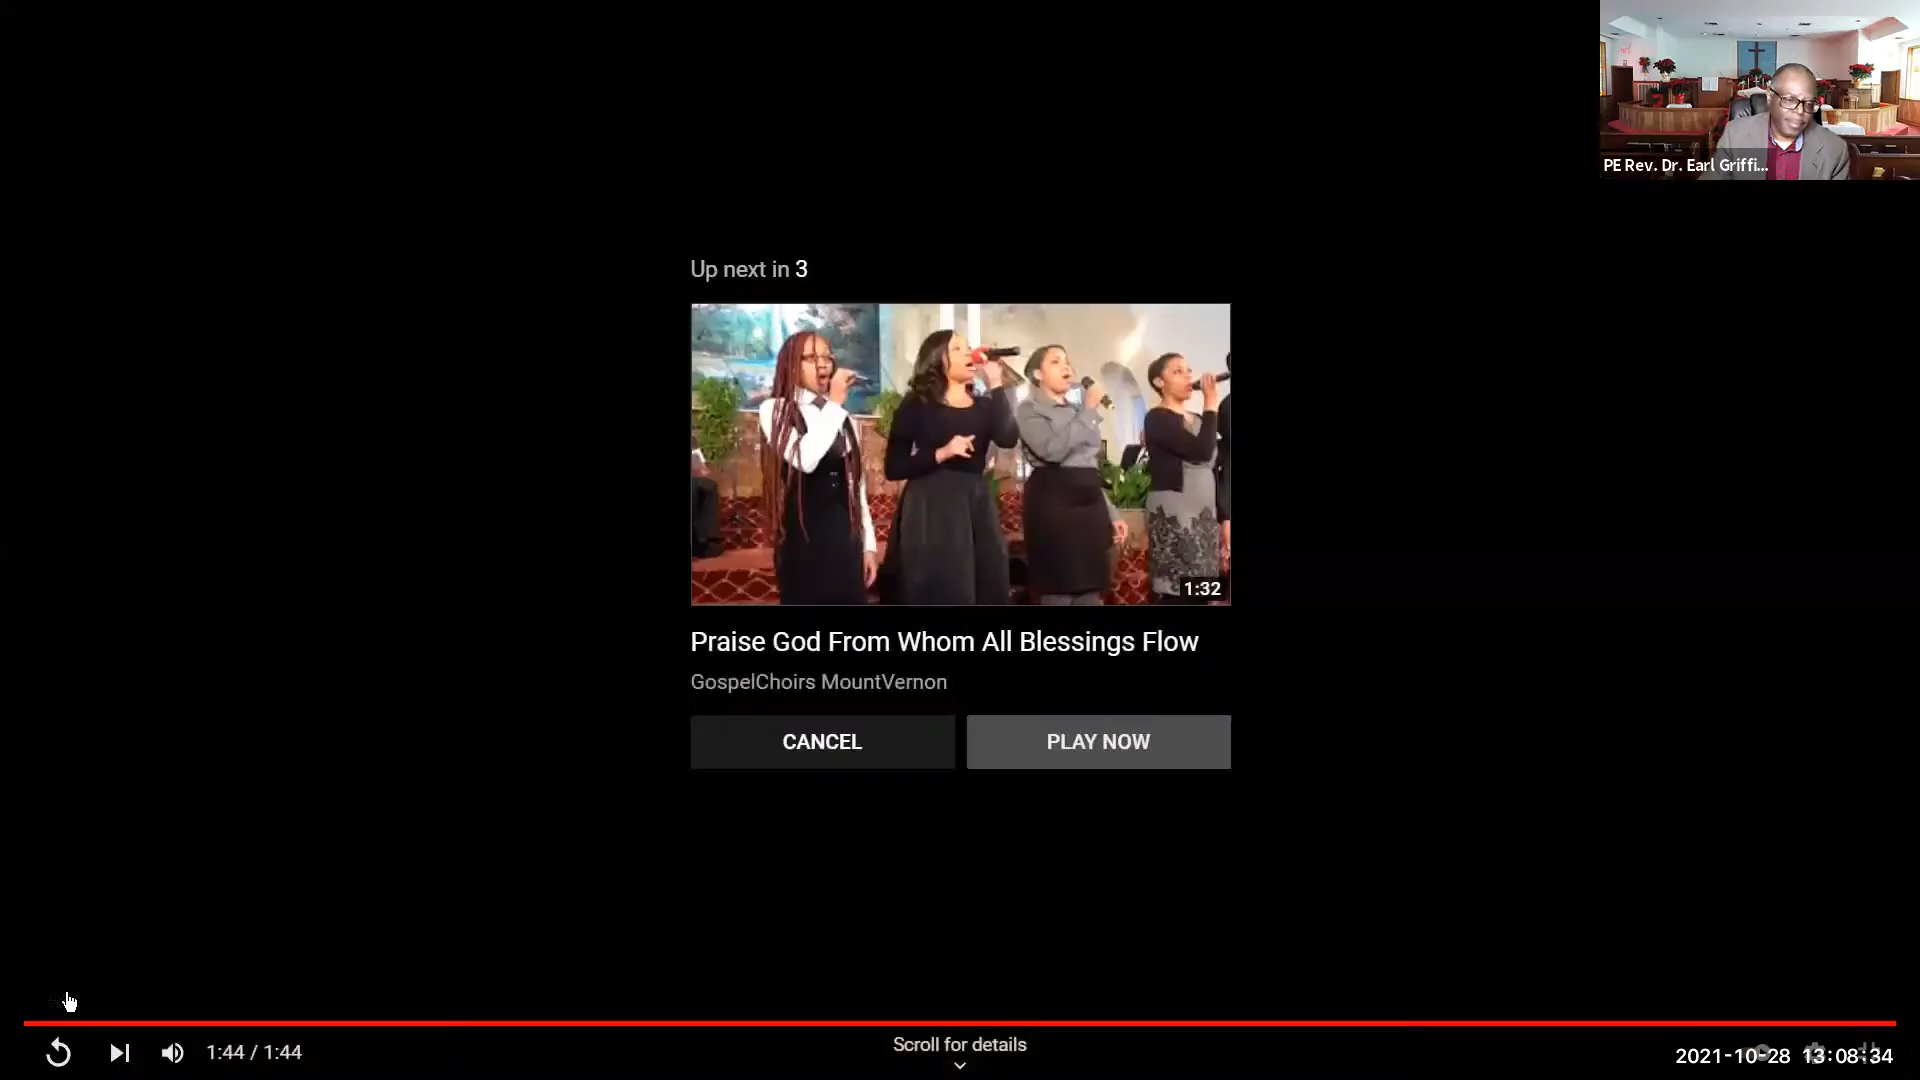 PE Rev. Dr. Earl Griffi...
Up next in 3
1:32
Praise God From Whom All Blessings Flow
GospelChoirs MountVernon
CANCEL
PLAY NOW
Scroll for details
1:44 / 1:44
2021-10-28 13:08:34